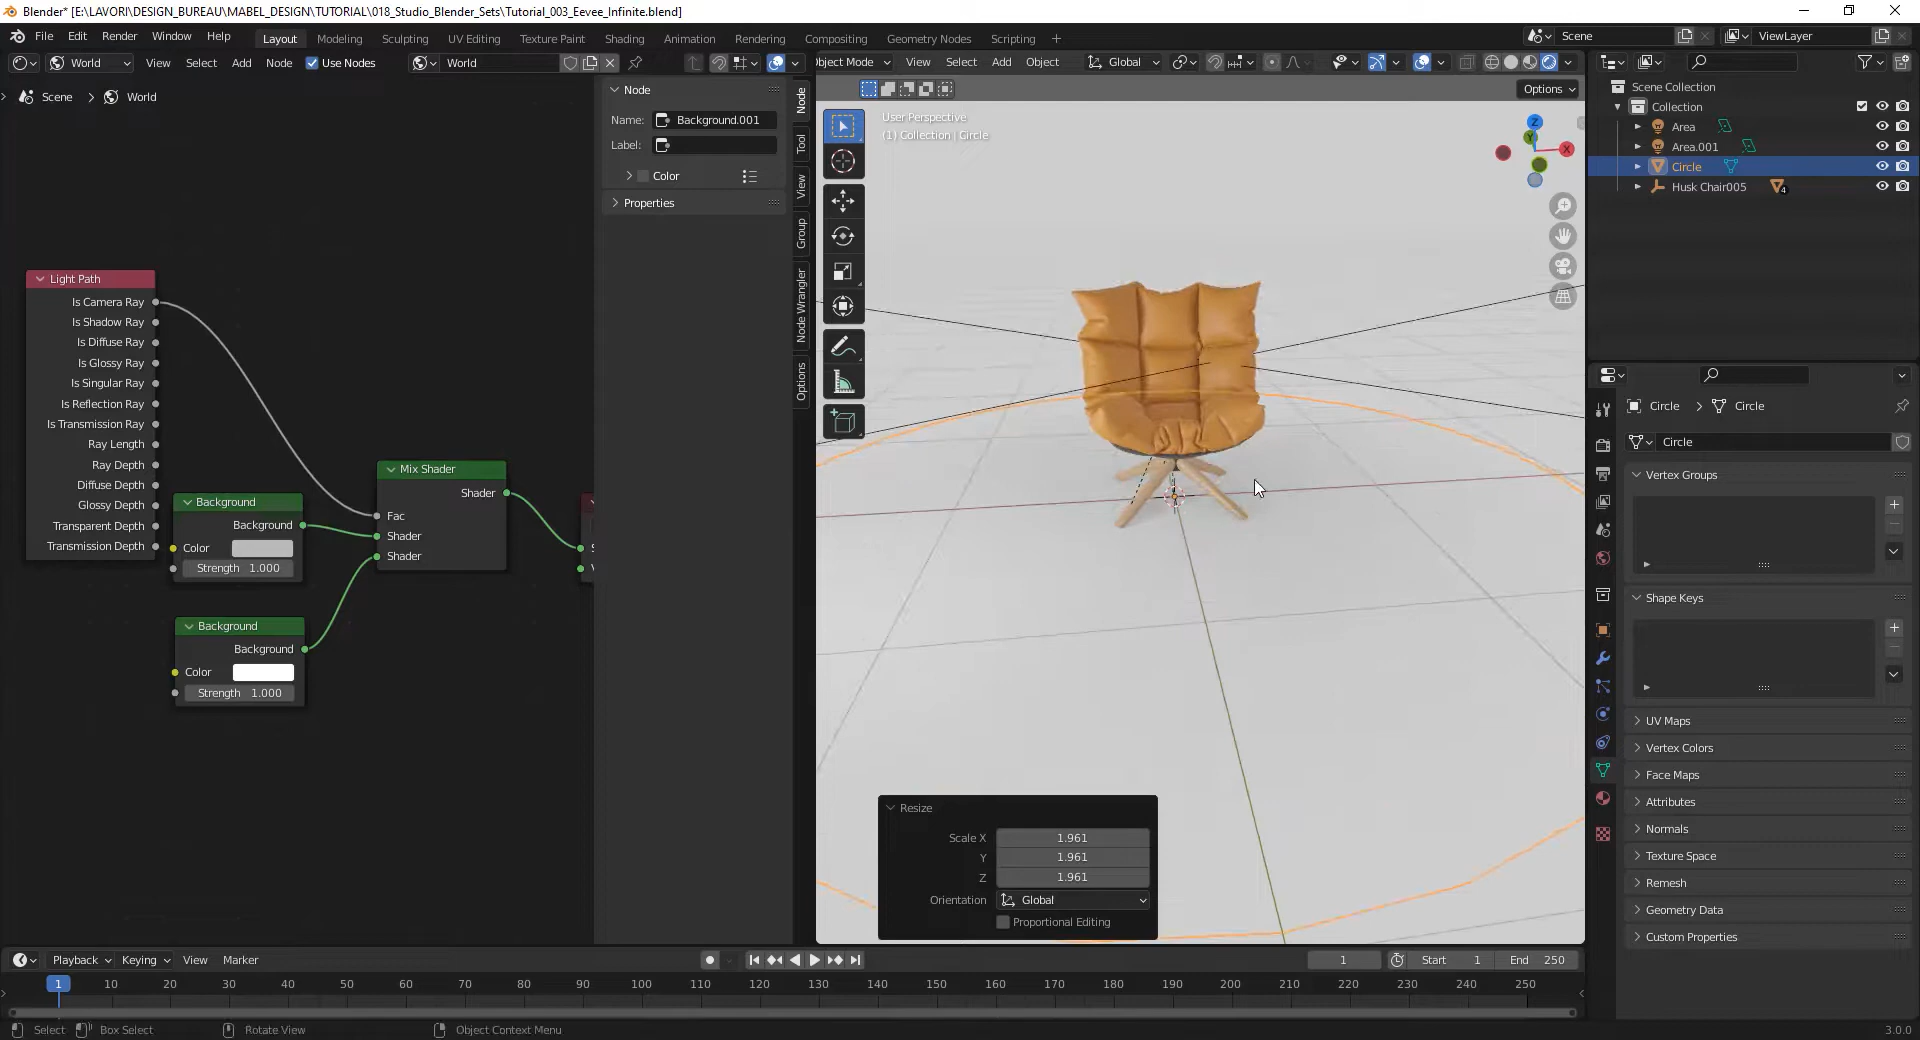 Blender* [E:\LAVORI\DESIGN_BUREAU\MABEL_DESIGN\TUTORIAL\018_Studio_Blender_Sets\Tutorial_003_Eevee_Infinite.blend]
File Edit Render Window Help Layout Modeling Sculpting UV Editing Texture Paint Shading Animation Rendering Compositing Geometry Nodes Scripting + Scene ViewLayer
World View Select Add Node Use Nodes World
bject Mode View Select Add Object Global
Options
Scene > World
Node
Name: Background.001
Label:
Color
Properties
Node
Tool
View
Group
Node Wrangler
Options
Light Path
Is Camera Ray
Is Shadow Ray
Is Diffuse Ray
Is Glossy Ray
Is Singular Ray
Is Reflection Ray
Is Transmission Ray
Ray Length
Ray Depth
Diffuse Depth
Glossy Depth
Transparent Depth
Transmission Depth
Background
Background
Color
Strength 1.000
Background
Background
Color
Strength 1.000
Mix Shader
Shader
Fac
Shader
Shader
User Perspective
(1) Collection | Circle
Z
Y
X
Resize
Scale X 1.961
Y 1.961
Z 1.961
Orientation Global
Proportional Editing
Scene Collection
Collection
Area
Area.001
Circle
Husk Chair005 4
Circle > Circle
Circle
Vertex Groups
Shape Keys
UV Maps
Vertex Colors
Face Maps
Attributes
Normals
Texture Space
Remesh
Geometry Data
Custom Properties
Playback Keying View Marker 1 Start 1 End 250
1 10 20 30 40 50 60 70 80 90 100 110 120 130 140 150 160 170 180 190 200 210 220 230 240 250
Select Box Select Rotate View Object Context Menu 3.0.0